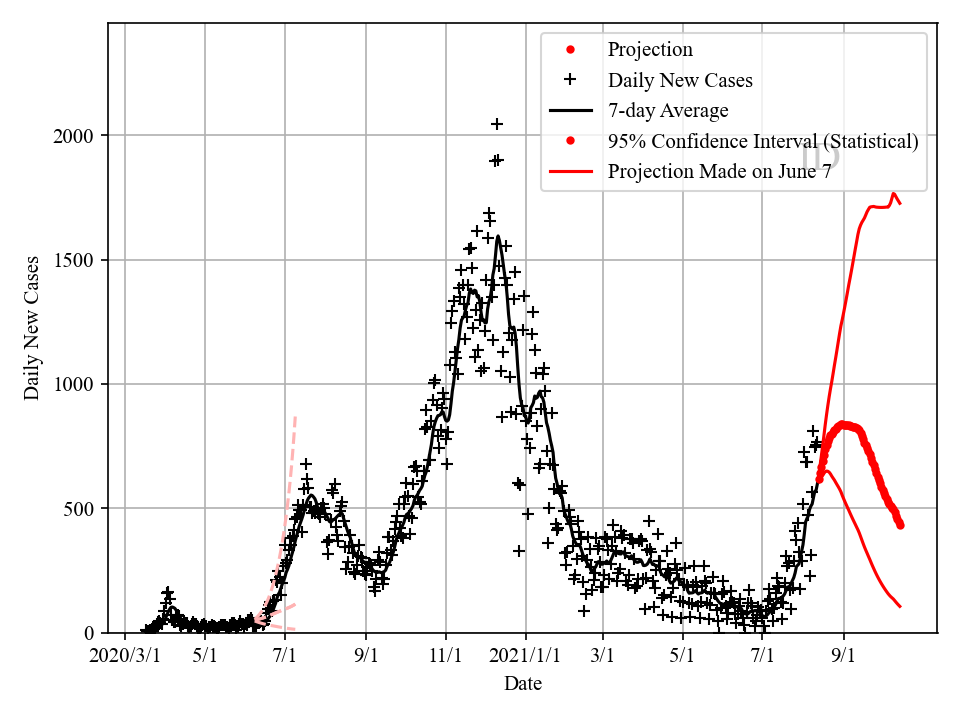 Projection
Daily New Cases
7-day Average
95% Confidence Interval (Statistical)
Projection Made on June 7
ID
2000
1500
1000
500
0
Daily New Cases
2020/3/1 5/1 7/1 9/1 11/1 2021/1/1 3/1 5/1 7/1 9/1
Date